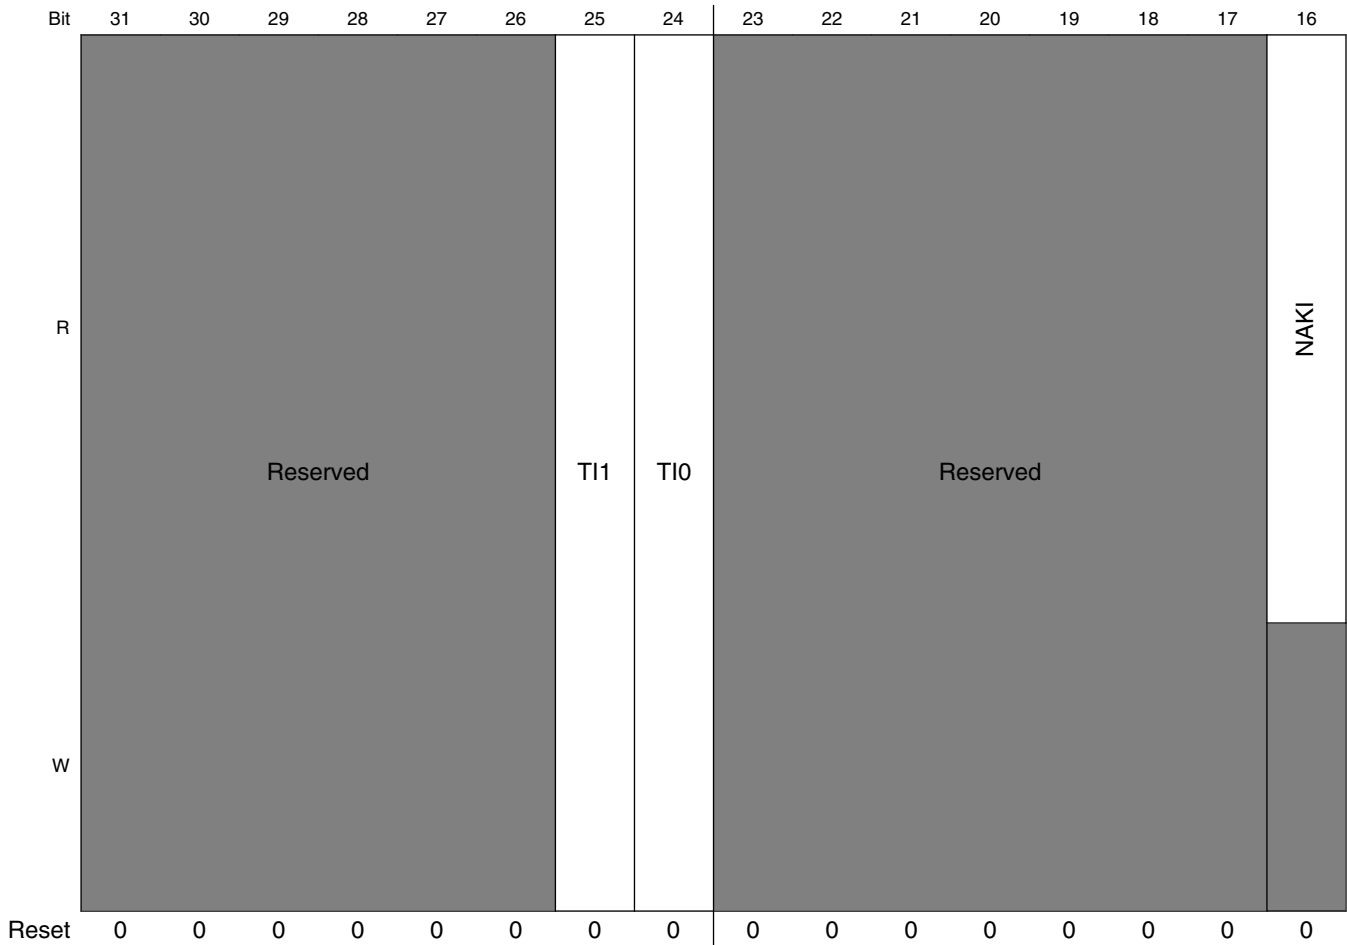 Bit 31 30 29 28 27 26 25 24 23 22 21 20 19 18 17 16
R
NAKI
Reserved TI1 TI0 Reserved
W
Reset 0 0 0 0 0 0 0 0 0 0 0 0 0 0 0 0